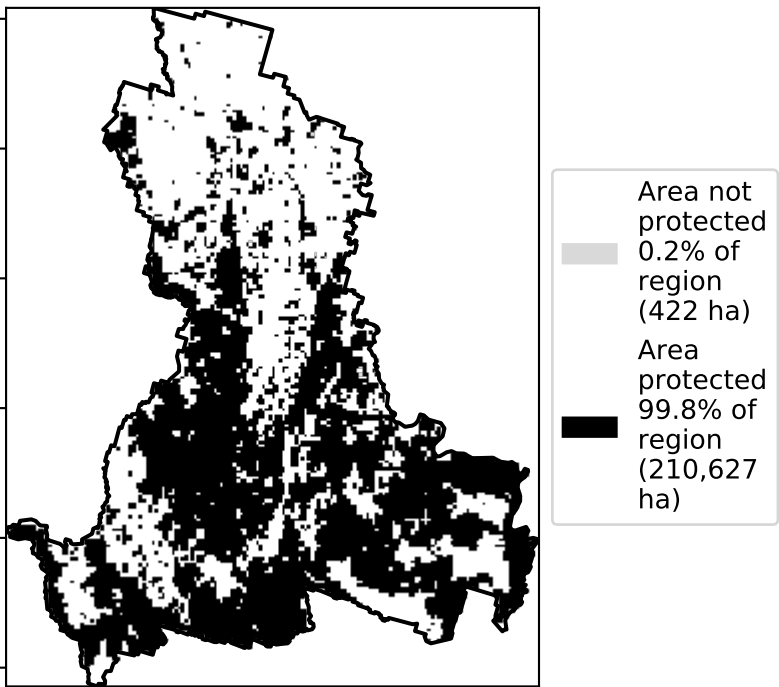 Area not
protected
0.2% of
region
(422 ha)
Area
protected
99.8% of
region
(210,627
ha)